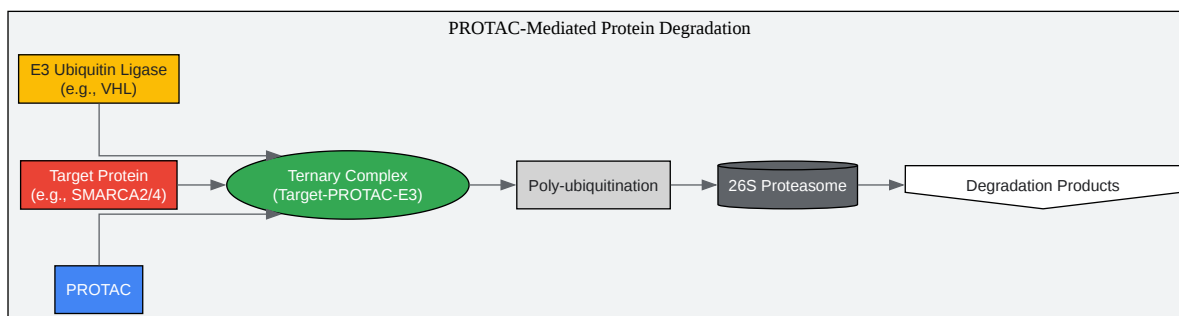 PROTAC-Mediated Protein Degradation
E3 Ubiquitin Ligase
(e.g., VHL)
Target Protein
(e.g., SMARCA2/4)
PROTAC
Ternary Complex
(Target-PROTAC-E3)
Poly-ubiquitination
26S Proteasome
Degradation Products